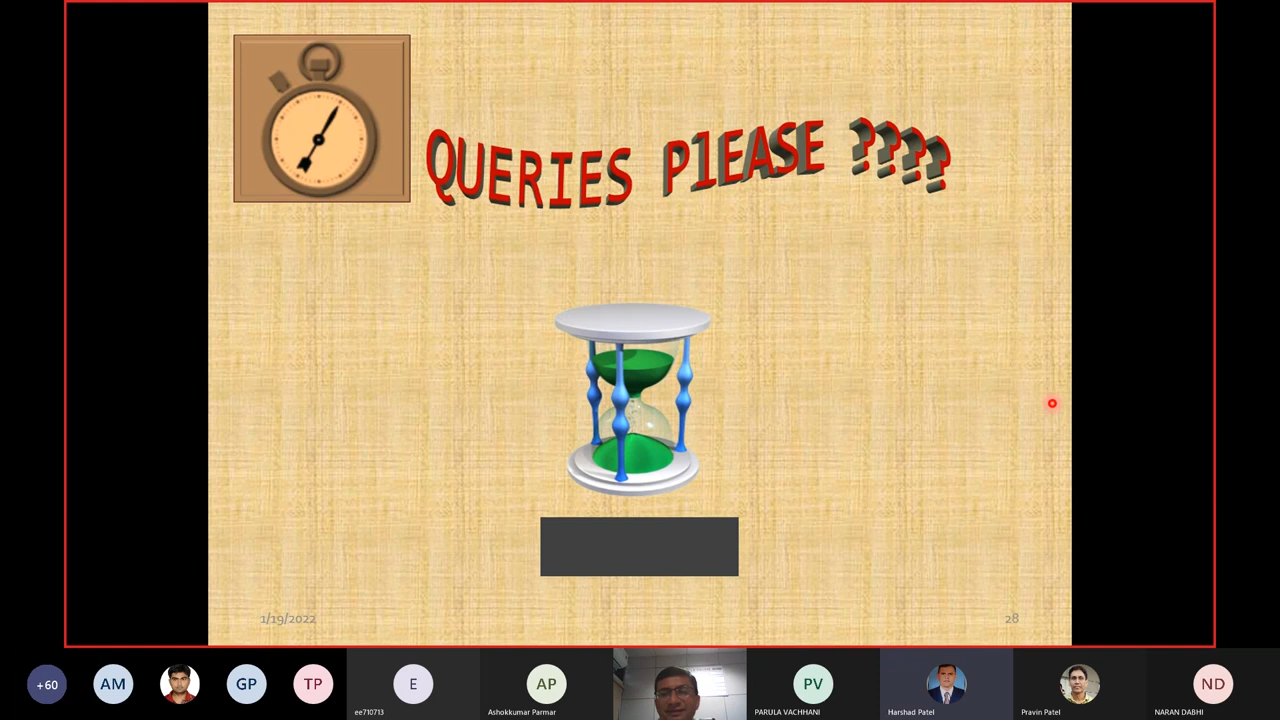 QUERIES P1EASE ????
1/19/2022
28
+60
AM
GP
TP
E
AP
PV
ND
ee710713
Ashokkumar Parmar
PARULA VACHHANI
Harshad Patel
Pravin Patel
NARAN DABHI